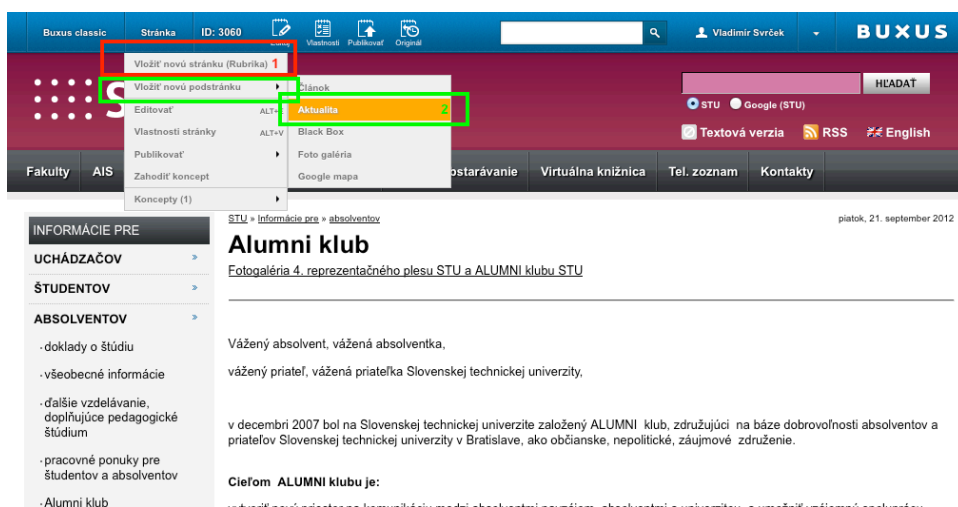 Buxus classic Stránka ID: 3060 Vlastnosti Publikovať Originál Vladimír Svrček BUXUS
Vložiť novú stránku (Rubrika) 1
Vložiť novú podstránku Článok
Editovať ALT+E Aktualita 2
Vlastnosti stránky ALT+V Black Box
Publikovať Foto galéria
Zahodiť koncept Google mapa
Koncepty (1)
S
HĽADAŤ
STU Google (STU)
Textová verzia RSS English
Fakulty AIS Virtuálna knižnica Tel. zoznam Kontakty
STU » Informácie pre » absolventov piatok, 21. september 2012
INFORMÁCIE PRE
UCHÁDZAČOV
ŠTUDENTOV
ABSOLVENTOV
·doklady o štúdiu
·všeobecné informácie
·ďalšie vzdelávanie,
doplňujúce pedagogické
štúdium
·pracovné ponuky pre
študentov a absolventov
·Alumni klub
Alumni klub
Fotogaléria 4. reprezentačného plesu STU a ALUMNI klubu STU
Vážený absolvent, vážená absolventka,
vážený priateľ, vážená priateľka Slovenskej technickej univerzity,
v decembri 2007 bol na Slovenskej technickej univerzite založený ALUMNI klub, združujúci na báze dobrovoľnosti absolventov a
priateľov Slovenskej technickej univerzity v Bratislave, ako občianske, nepolitické, záujmové združenie.
Cieľom ALUMNI klubu je: